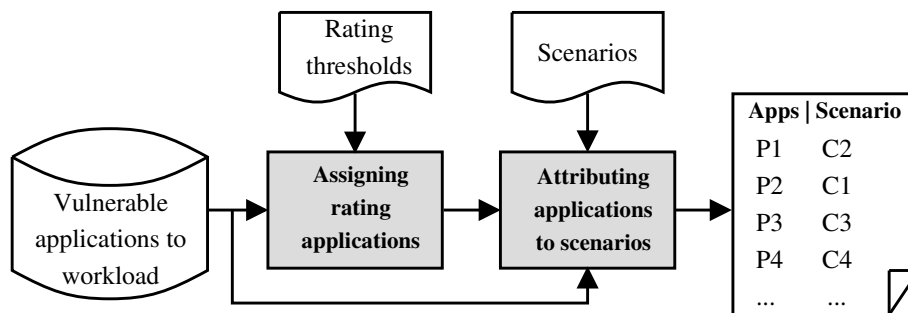 Rating
thresholds
Scenarios
Vulnerable
applications to
workload
Assigning
rating
applications
Attributing
applications
to scenarios
Apps | Scenario
P1 C2
P2 C1
P3 C3
P4 C4
... ...